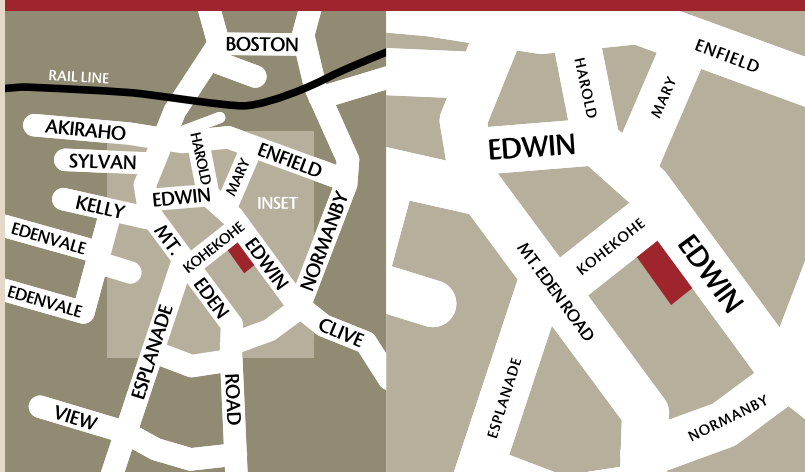 BOSTON
RAIL LINE
AKIRAHO
SYLVAN
HAROLD
MARY
ENFIELD
KELLY
EDWIN
INSET
EDENVALE
MT.
KOHEKOHE
EDWIN
NORMANBY
EDENVALE
EDEN
ESPLANADE
CLIVE
VIEW
ROAD
ENFIELD
HAROLD
MARY
EDWIN
KOHEKOHE
EDWIN
MT. EDEN ROAD
ESPLANADE
NORMANBY